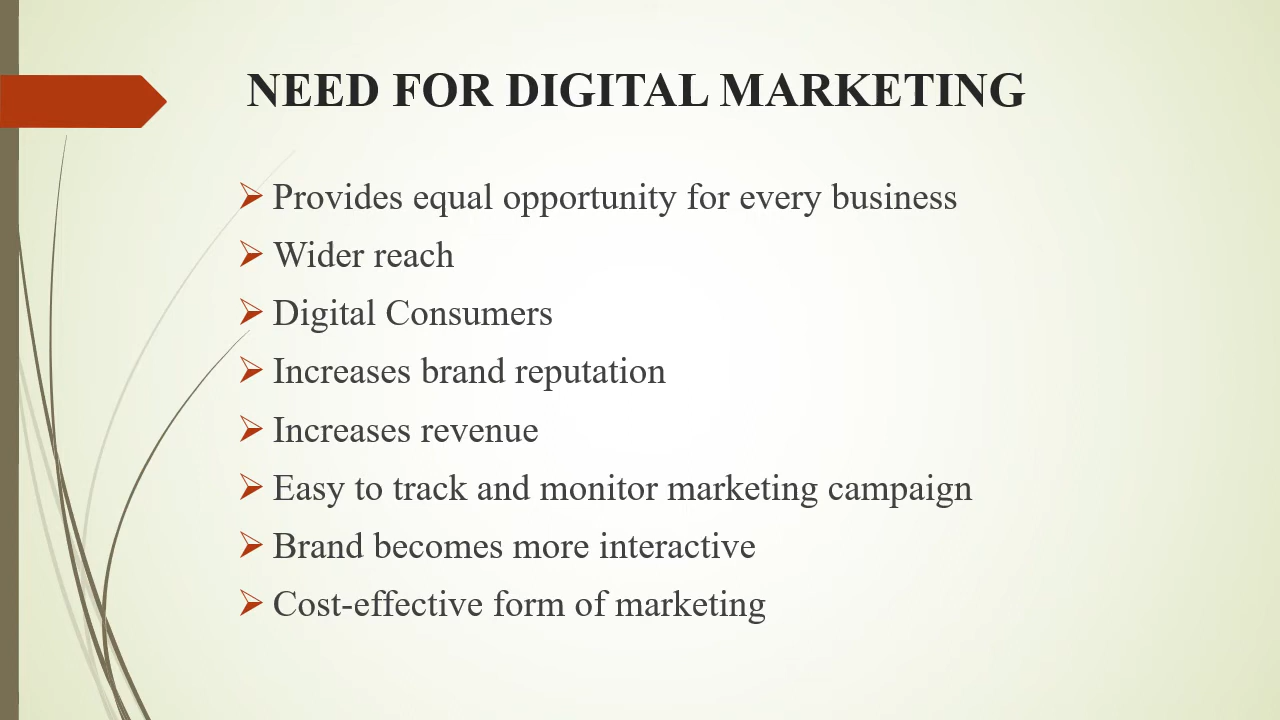 NEED FOR DIGITAL MARKETING
Provides equal opportunity for every business
Wider reach
Digital Consumers
Increases brand reputation
Increases revenue
Easy to track and monitor marketing campaign
Brand becomes more interactive
Cost-effective form of marketing